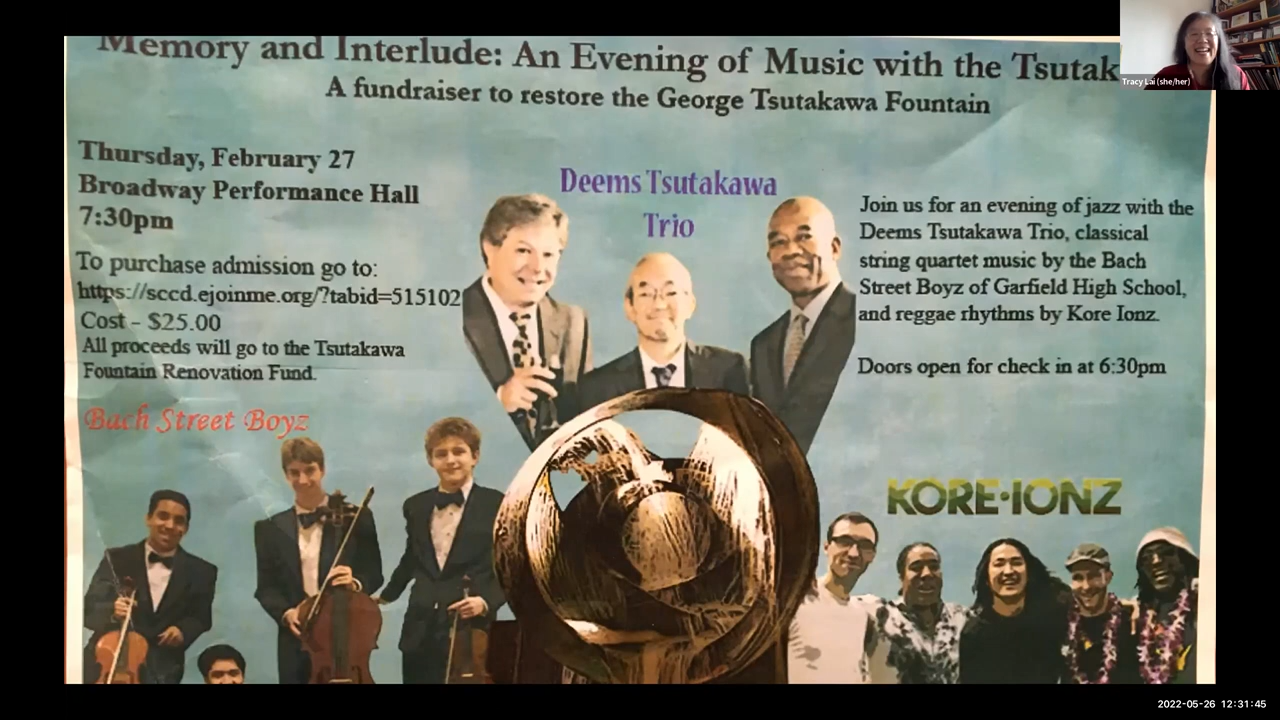 Memory and Interlude: An Evening of Music with the Tsutak
A fundraiser to restore the George Tsutakawa Fountain
Thursday, February 27
Broadway Performance Hall
7:30pm
To purchase admission go to:
https://sccd.ejoinme.org/?tabid=515102
Cost - $25.00
All proceeds will go to the Tsutakawa
Fountain Renovation Fund.
Bach Street Boyz
Deems Tsutakawa
Trio
Join us for an evening of jazz with the
Deems Tsutakawa Trio, classical
string quartet music by the Bach
Street Boyz of Garfield High School,
and reggae rhythms by Kore Ionz.
Doors open for check in at 6:30pm
KORE·IONZ
Tracy Lai (she/her)
2022-05-26 12:31:45